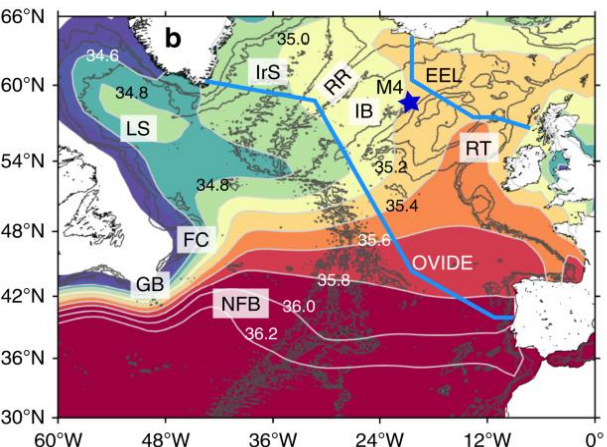 66°N
b
35.0
34.6
IrS
RR
EEL
60°N
M4
34.8
IB
LS
RT
54°N
35.2
34.8
35.4
48°N
FC
35.6
OVIDE
35.8
GB
42°N
NFB
36.0
36.2
36°N
30°N
60°W 48°W 36°W 24°W 12°W 0°